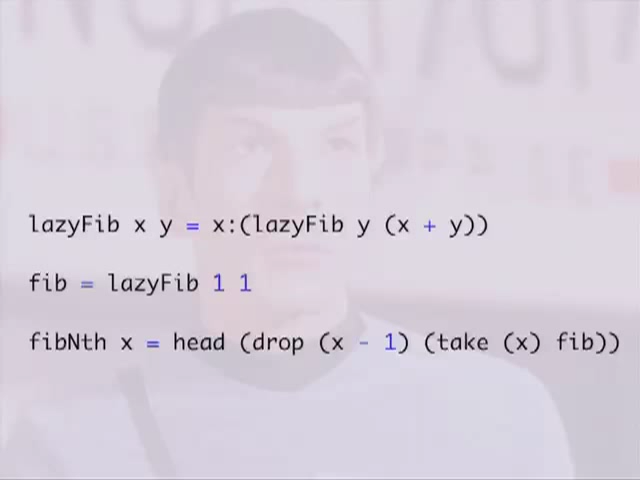 lazyFib x y = x:(lazyFib y (x + y))
fib = lazyFib 1 1
fibNth x = head (drop (x - 1) (take (x) fib))